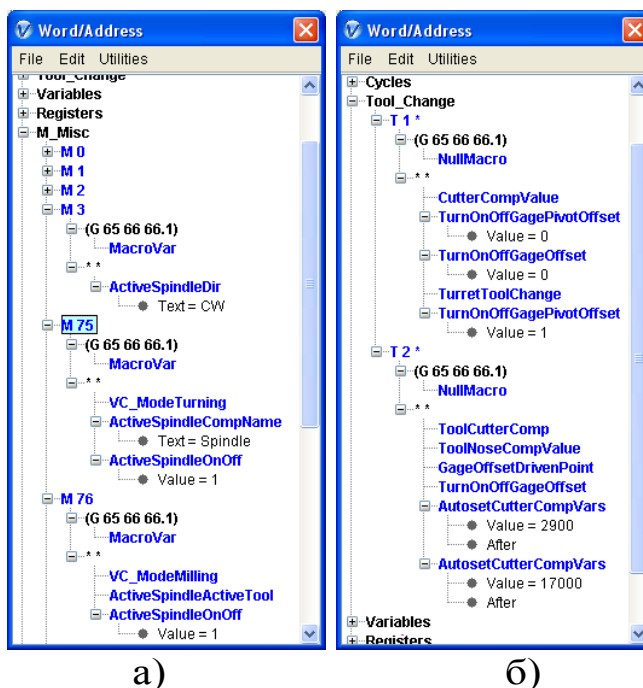 Word/Address
File Edit Utilities
Tool_Change
Variables
Registers
M_Misc
M 0
M 1
M 2
M 3
(G 65 66 66.1)
MacroVar
* *
ActiveSpindleDir
Text = CW
M 75
(G 65 66 66.1)
MacroVar
* *
VC_ModeTurning
ActiveSpindleCompName
Text = Spindle
ActiveSpindleOnOff
Value = 1
M 76
(G 65 66 66.1)
MacroVar
* *
VC_ModeMilling
ActiveSpindleActiveTool
ActiveSpindleOnOff
Value = 1
а)
Word/Address
File Edit Utilities
Cycles
Tool_Change
T 1 *
(G 65 66 66.1)
NullMacro
* *
CutterCompValue
TurnOnOffGagePivotOffset
Value = 0
TurnOnOffGageOffset
Value = 0
TurretToolChange
TurnOnOffGagePivotOffset
Value = 1
T 2 *
(G 65 66 66.1)
NullMacro
* *
ToolCutterComp
ToolNoseCompValue
GageOffsetDrivenPoint
TurnOnOffGageOffset
AutosetCutterCompVars
Value = 2900
After
AutosetCutterCompVars
Value = 17000
After
Variables
Registers
б)